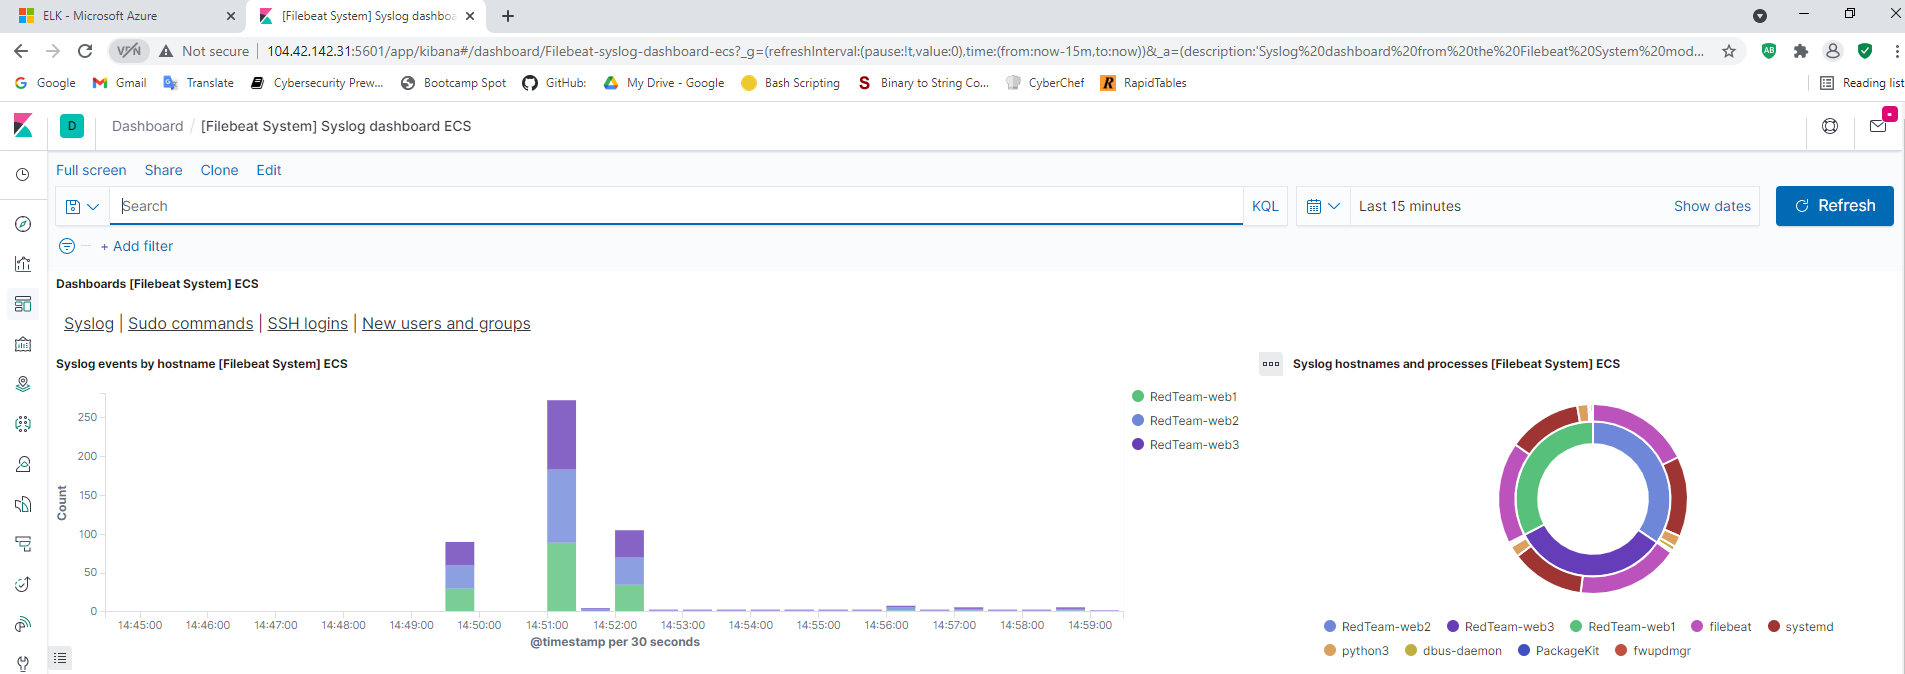 ELK - Microsoft Azure
[Filebeat System] Syslog dashboa
VPN Not secure 104.42.142.31:5601/app/kibana#/dashboard/Filebeat-syslog-dashboard-ecs?_g=(refreshInterval:(pause:!t,value:0),time:(from:now-15m,to:now))&_a=(description:'Syslog%20dashboard%20from%20the%20Filebeat%20System%20mod...
Google Gmail Translate Cybersecurity Prew... Bootcamp Spot GitHub: My Drive - Google Bash Scripting Binary to String Co... CyberChef RapidTables Reading list
D Dashboard / [Filebeat System] Syslog dashboard ECS
Full screen Share Clone Edit
Search KQL Last 15 minutes Show dates Refresh
+ Add filter
Dashboards [Filebeat System] ECS
Syslog | Sudo commands | SSH logins | New users and groups
Syslog events by hostname [Filebeat System] ECS
Count
250
200
150
100
50
0
14:45:00 14:46:00 14:47:00 14:48:00 14:49:00 14:50:00 14:51:00 14:52:00 14:53:00 14:54:00 14:55:00 14:56:00 14:57:00 14:58:00 14:59:00
@timestamp per 30 seconds
RedTeam-web1
RedTeam-web2
RedTeam-web3
Syslog hostnames and processes [Filebeat System] ECS
RedTeam-web2 RedTeam-web3 RedTeam-web1 filebeat systemd
python3 dbus-daemon PackageKit fwupdmgr